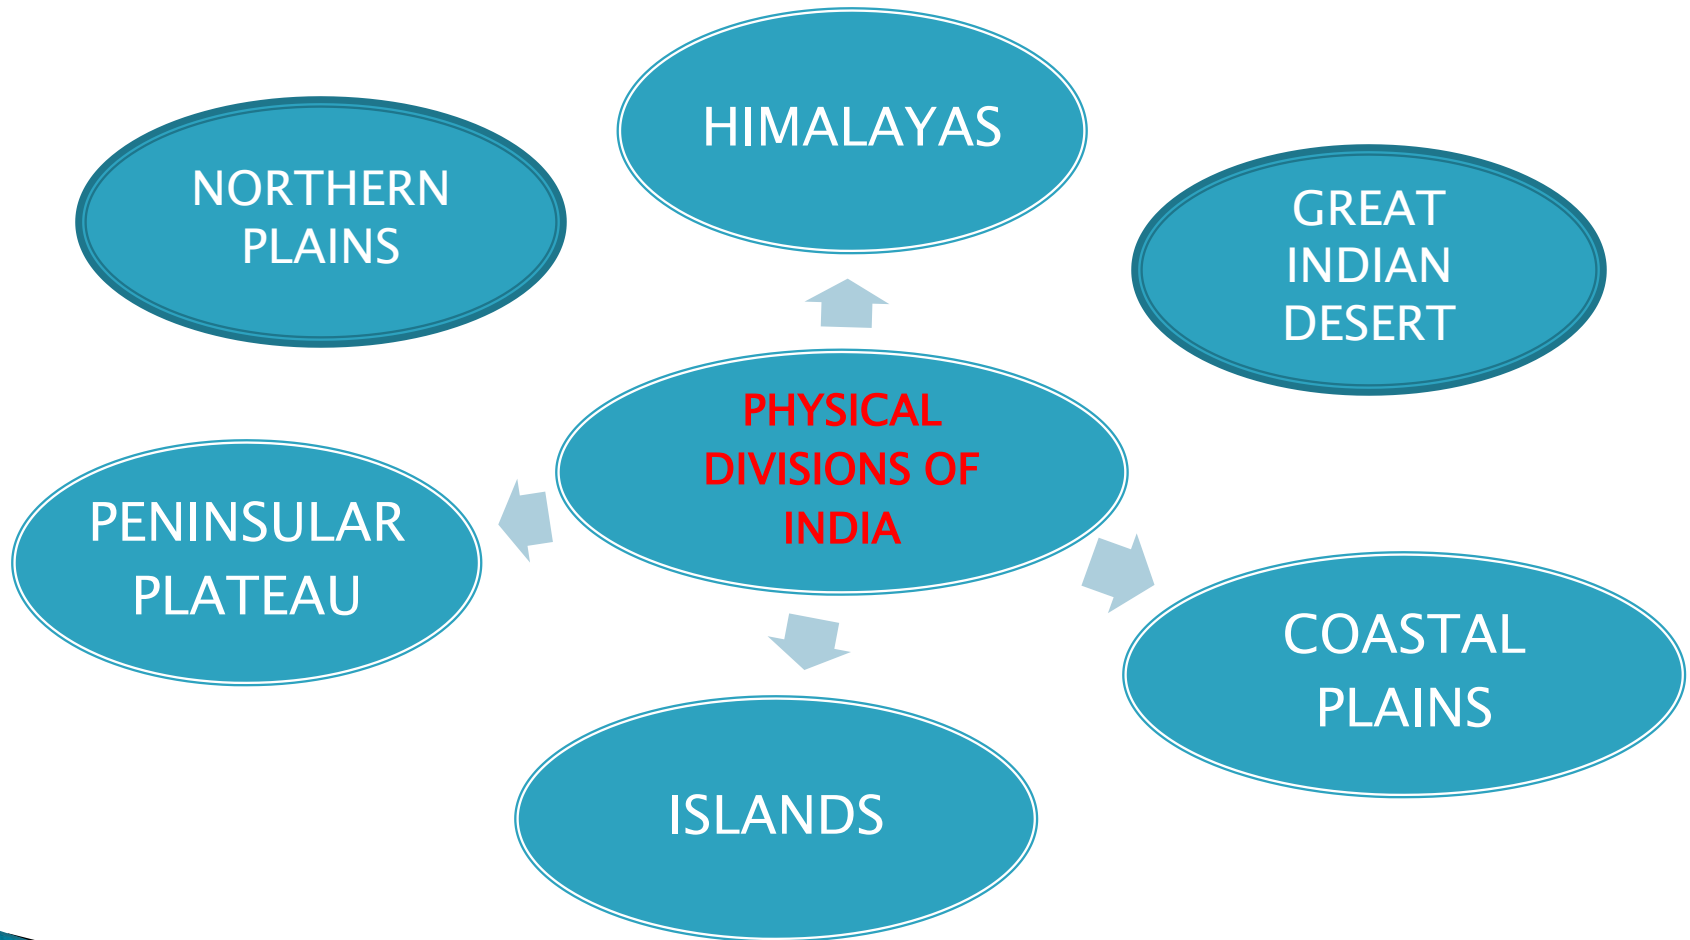 HIMALAYAS
NORTHERN
PLAINS
GREAT
INDIAN
DESERT
PHYSICAL
DIVISIONS OF
INDIA
PENINSULAR
PLATEAU
COASTAL
PLAINS
ISLANDS